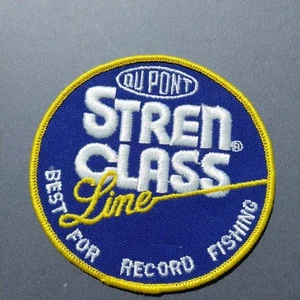 DU PONT
STREN®
CLASS
Line
BEST FOR RECORD FISHING